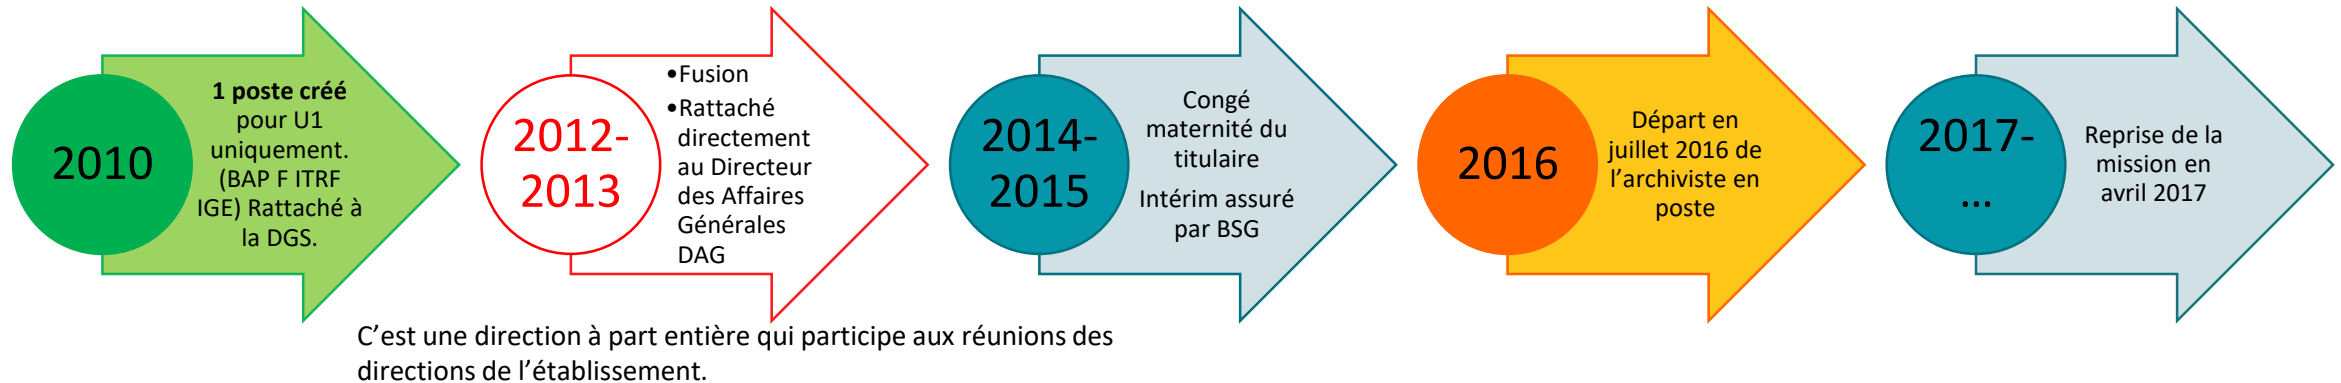 2010
1 poste créé
pour U1
uniquement.
(BAP F ITRF
IGE) Rattaché à
la DGS.
2012-
2013
•Fusion
•Rattaché
directement
au Directeur
des Affaires
Générales
DAG
2014-
2015
Congé
maternité du
titulaire
Intérim assuré
par BSG
2016
Départ en
juillet 2016 de
l’archiviste en
poste
2017-
...
Reprise de la
mission en
avril 2017
C’est une direction à part entière qui participe aux réunions des
directions de l’établissement.